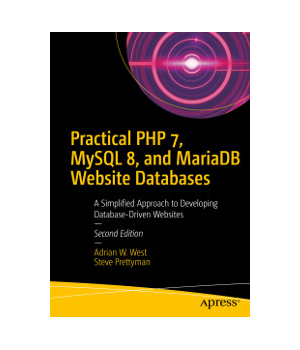 Practical PHP 7,
MySQL 8, and MariaDB
Website Databases
A Simplified Approach to Developing
Database-Driven Websites
—
Second Edition
—
Adrian W. West
Steve Prettyman
Apress®